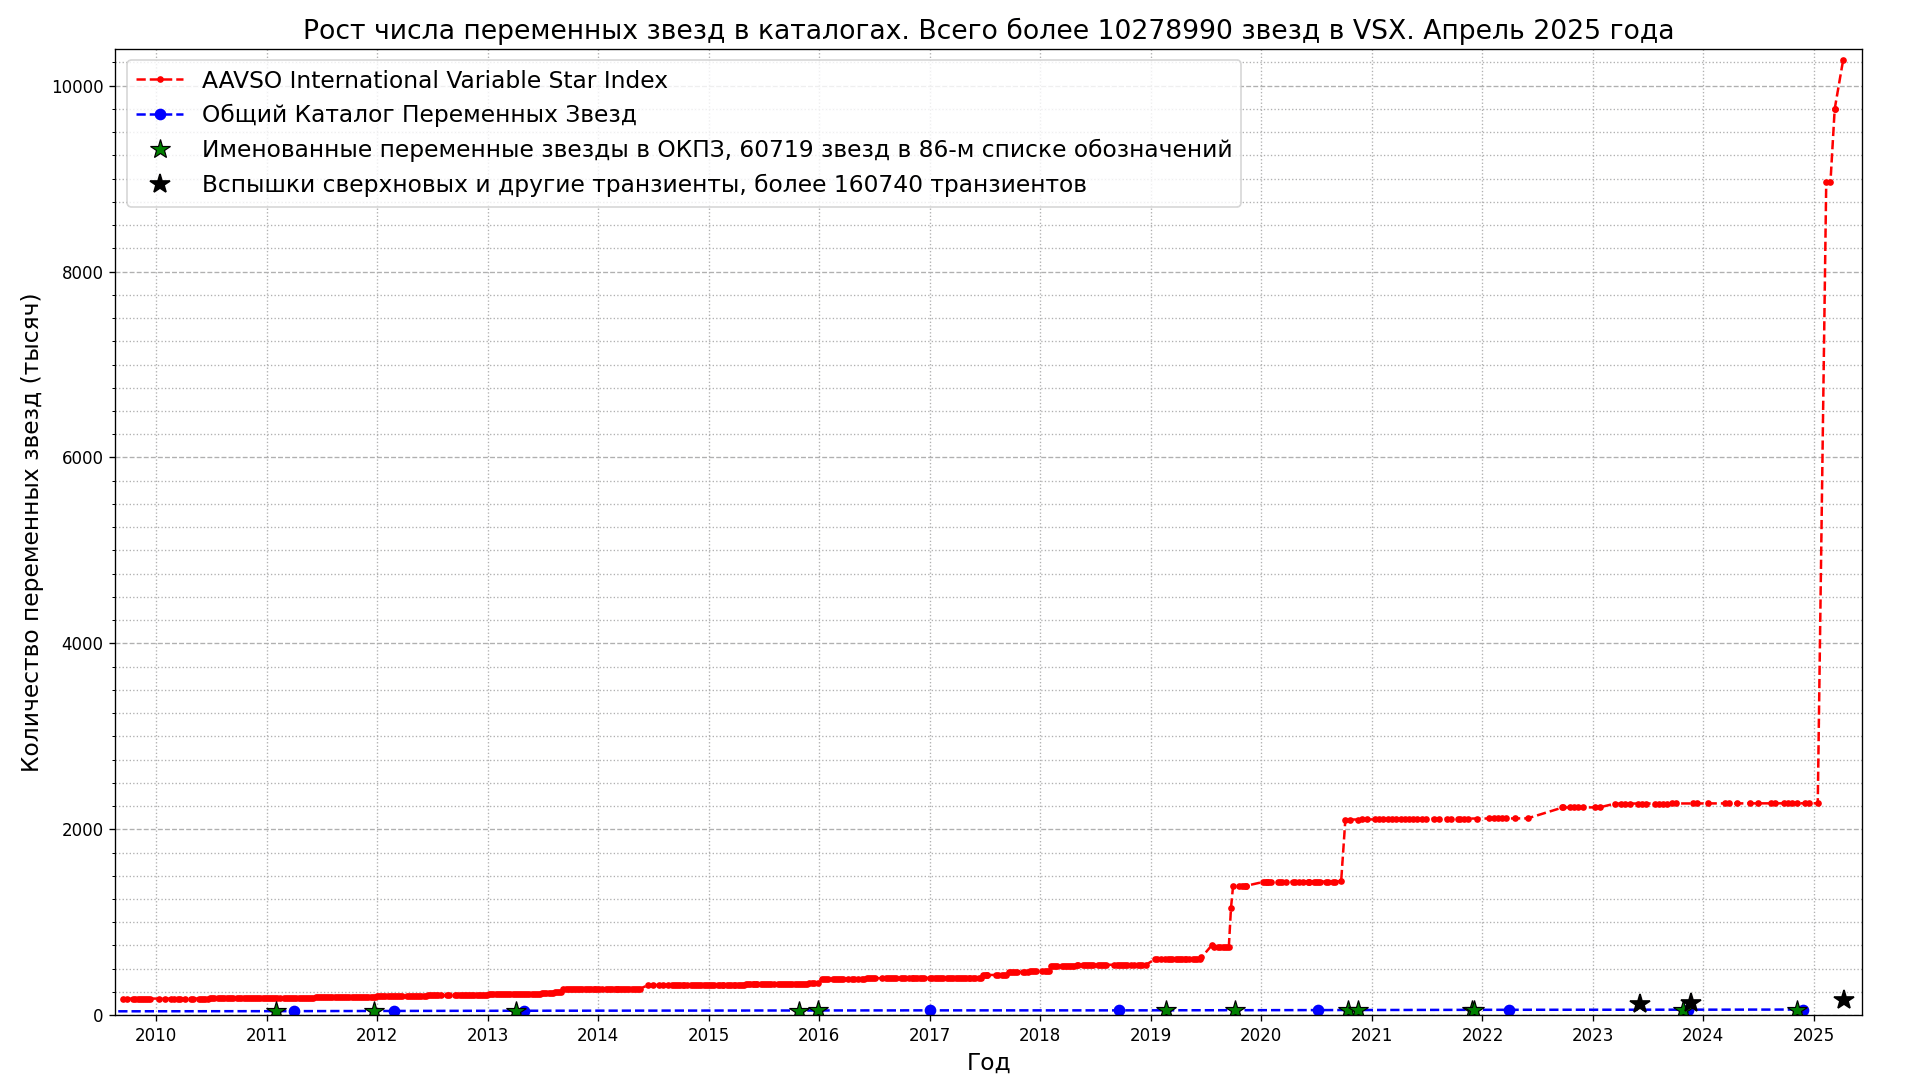 Рост числа переменных звезд в каталогах. Всего более 10278990 звезд в VSX. Апрель 2025 года
AAVSO International Variable Star Index
Общий Каталог Переменных Звезд
Именованные переменные звезды в ОКПЗ, 60719 звезд в 86-м списке обозначений
Вспышки сверхновых и другие транзиенты, более 160740 транзиентов
Количество переменных звезд (тысяч)
10000
8000
6000
4000
2000
0
2010 2011 2012 2013 2014 2015 2016 2017 2018 2019 2020 2021 2022 2023 2024 2025
Год